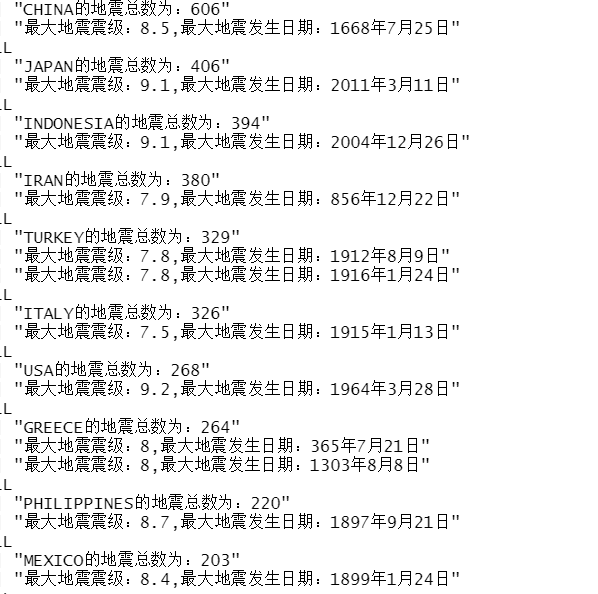 "CHINA的地震总数为：606"
"最大地震震级：8.5,最大地震发生日期：1668年7月25日"
LL
"JAPAN的地震总数为：406"
"最大地震震级：9.1,最大地震发生日期：2011年3月11日"
LL
"INDONESIA的地震总数为：394"
"最大地震震级：9.1,最大地震发生日期：2004年12月26日"
LL
"IRAN的地震总数为：380"
"最大地震震级：7.9,最大地震发生日期：856年12月22日"
LL
"TURKEY的地震总数为：329"
"最大地震震级：7.8,最大地震发生日期：1912年8月9日"
"最大地震震级：7.8,最大地震发生日期：1916年1月24日"
LL
"ITALY的地震总数为：326"
"最大地震震级：7.5,最大地震发生日期：1915年1月13日"
LL
"USA的地震总数为：268"
"最大地震震级：9.2,最大地震发生日期：1964年3月28日"
LL
"GREECE的地震总数为：264"
"最大地震震级：8,最大地震发生日期：365年7月21日"
"最大地震震级：8,最大地震发生日期：1303年8月8日"
LL
"PHILIPPINES的地震总数为：220"
"最大地震震级：8.7,最大地震发生日期：1897年9月21日"
LL
"MEXICO的地震总数为：203"
"最大地震震级：8.4,最大地震发生日期：1899年1月24日"